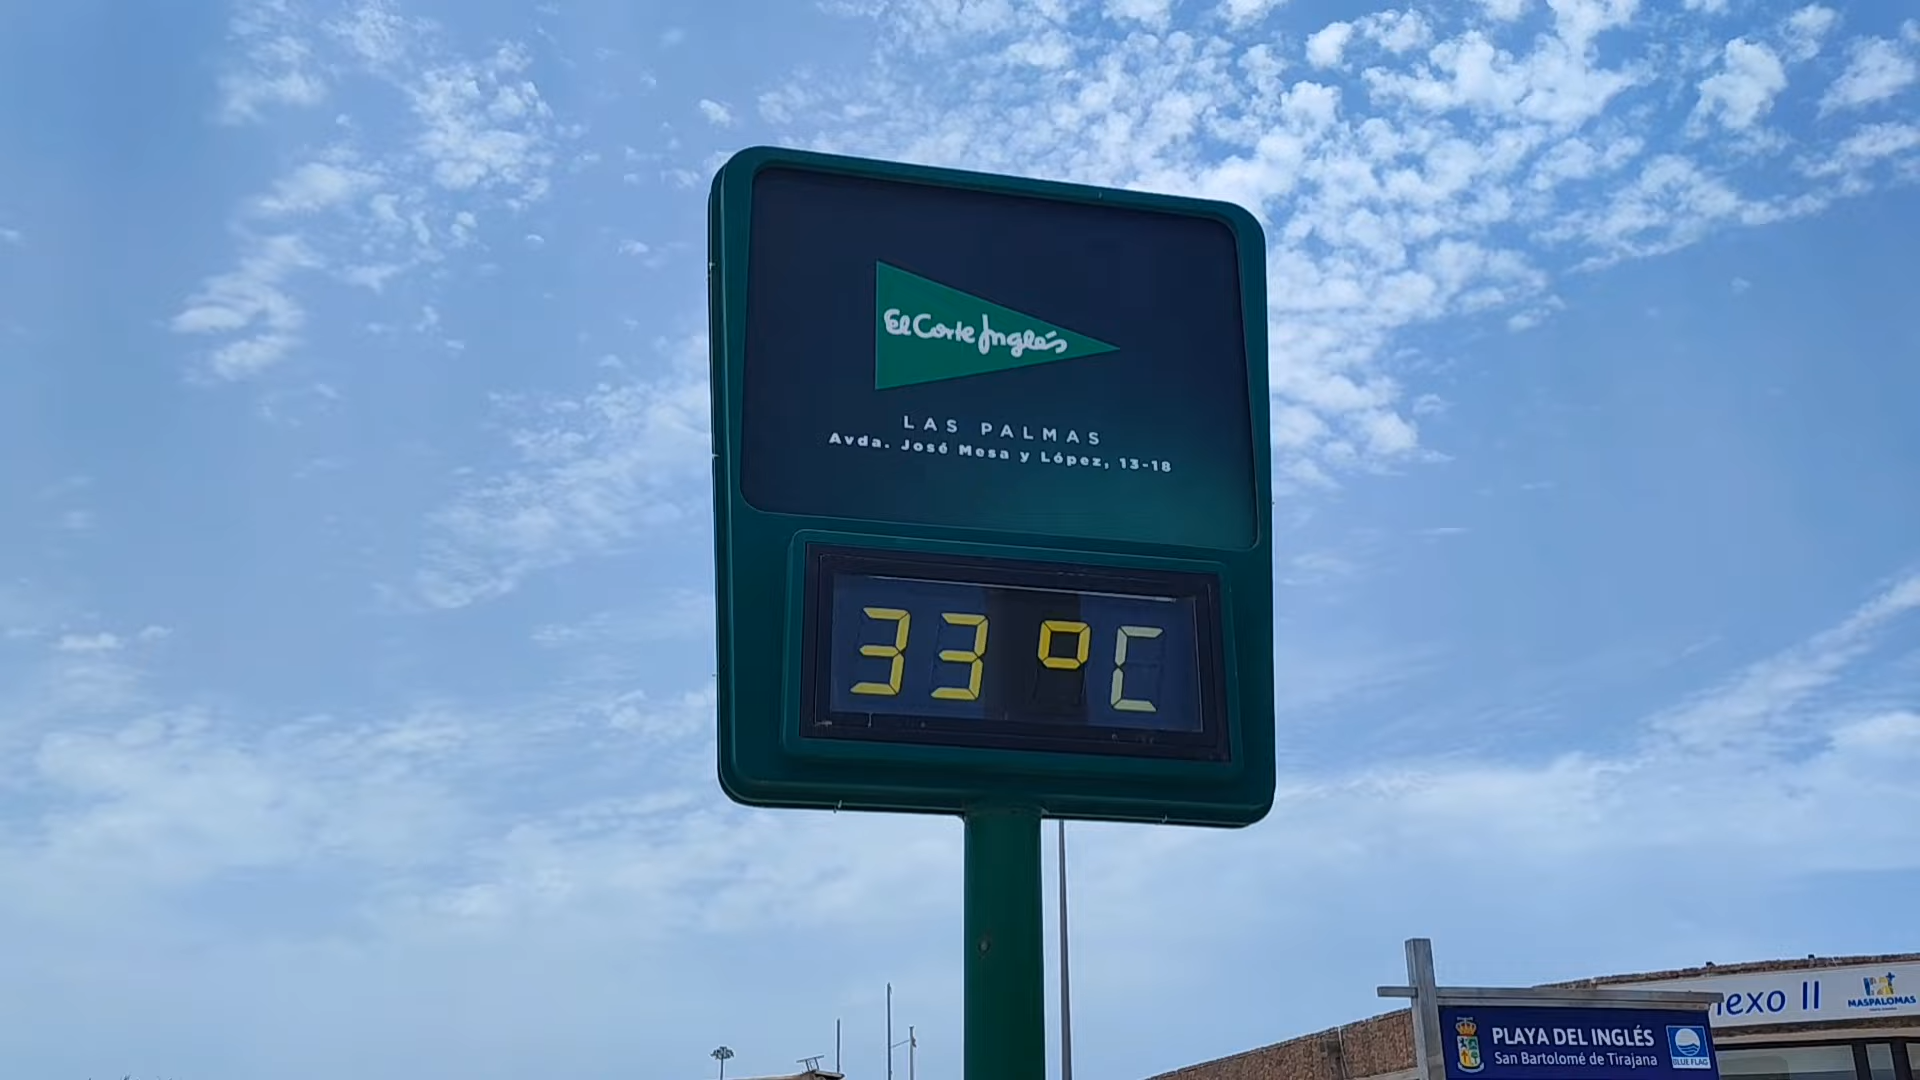 El Corte Inglés
LAS PALMAS
Avda. José Mesa y López, 13-18
33°C
exo II
MASPALOMAS
PLAYA DEL INGLÉS
San Bartolomé de Tirajana
BLUE FLAG